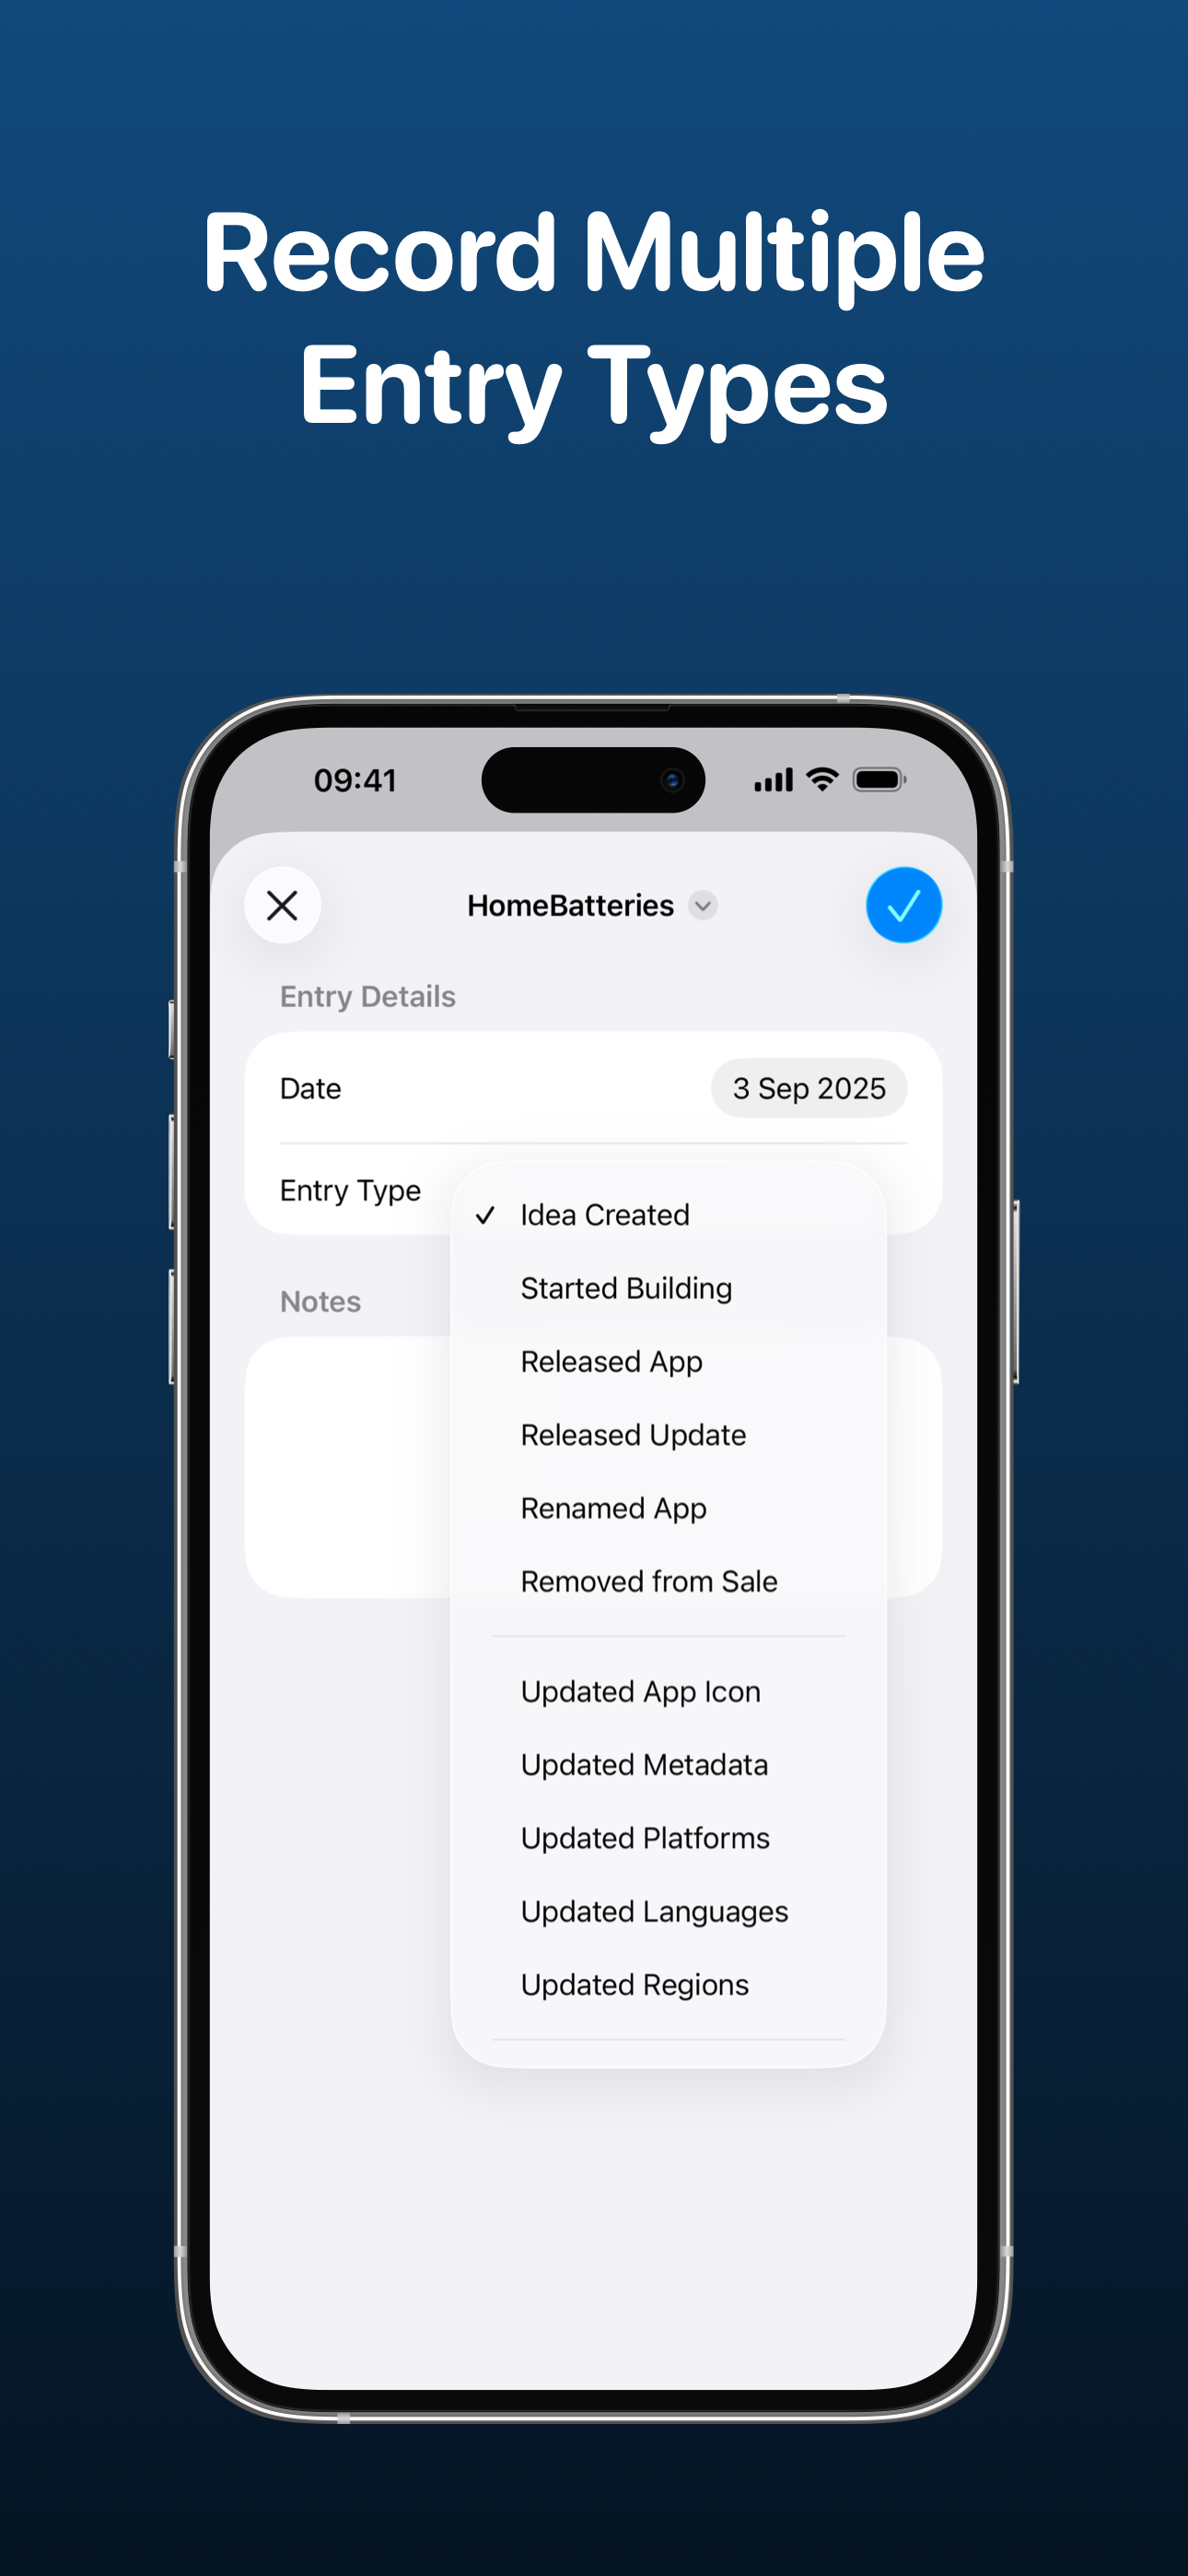 Record Multiple
Entry Types
09:41
HomeBatteries
Entry Details
Date
3 Sep 2025
Entry Type
Idea Created
Started Building
Notes
Released App
Released Update
Renamed App
Removed from Sale
Updated App Icon
Updated Metadata
Updated Platforms
Updated Languages
Updated Regions